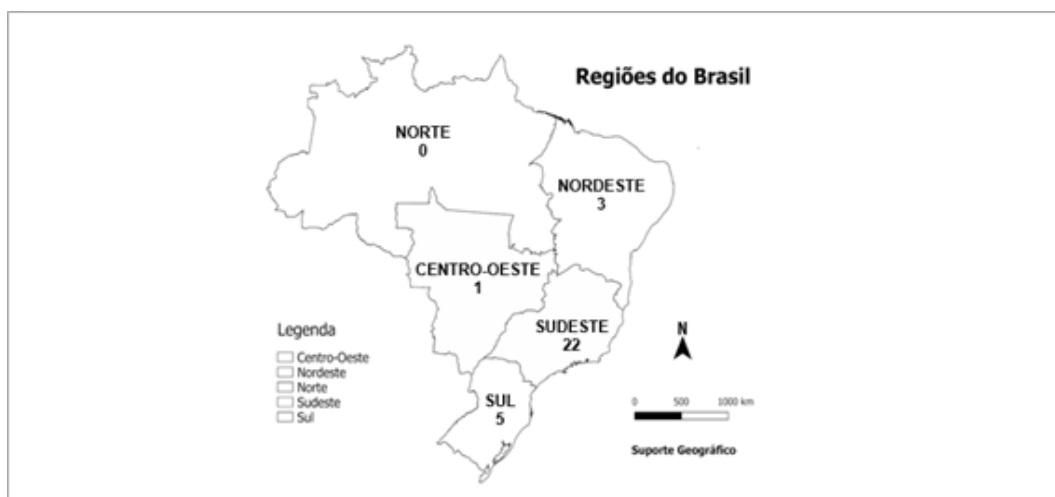 Regiões do Brasil
NORTE
0
NORDESTE
3
CENTRO-OESTE
1
SUDESTE
22
SUL
5
Legenda
Centro-Oeste
Nordeste
Norte
Sudeste
Sul
N
0 500 1000 km
Suporte Geográfico